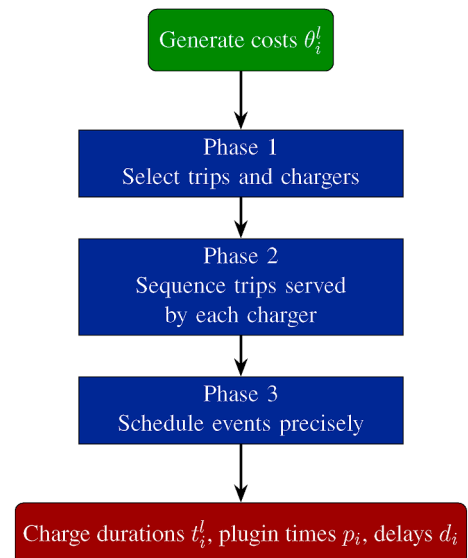 Generate costs θ_i^l
Phase 1
Select trips and chargers
Phase 2
Sequence trips served
by each charger
Phase 3
Schedule events precisely
Charge durations t_i^l, plugin times p_i, delays d_i